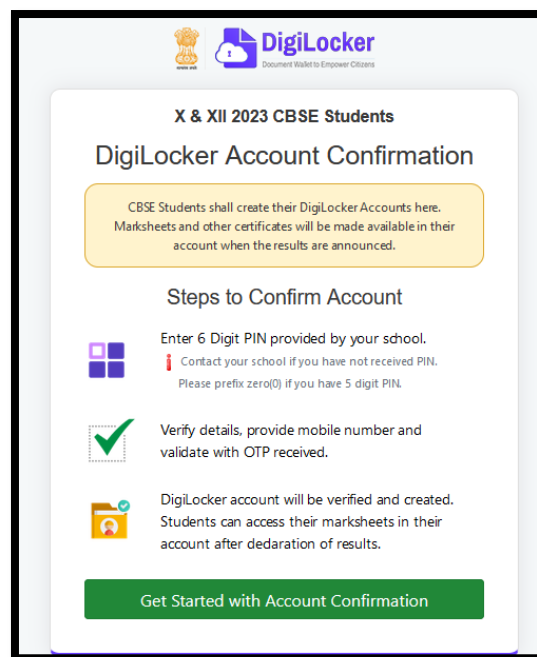 DigiLocker
Document Wallet to Empower Citizens
X & XII 2023 CBSE Students
DigiLocker Account Confirmation
CBSE Students shall create their DigiLocker Accounts here.
Marksheets and other certificates will be made available in their
account when the results are announced.
Steps to Confirm Account
Enter 6 Digit PIN provided by your school.
Contact your school if you have not received PIN.
Please prefix zero(0) if you have 5 digit PIN.
Verify details, provide mobile number and
validate with OTP received.
DigiLocker account will be verified and created.
Students can access their marksheets in their
account after dedaration of results.
Get Started with Account Confirmation